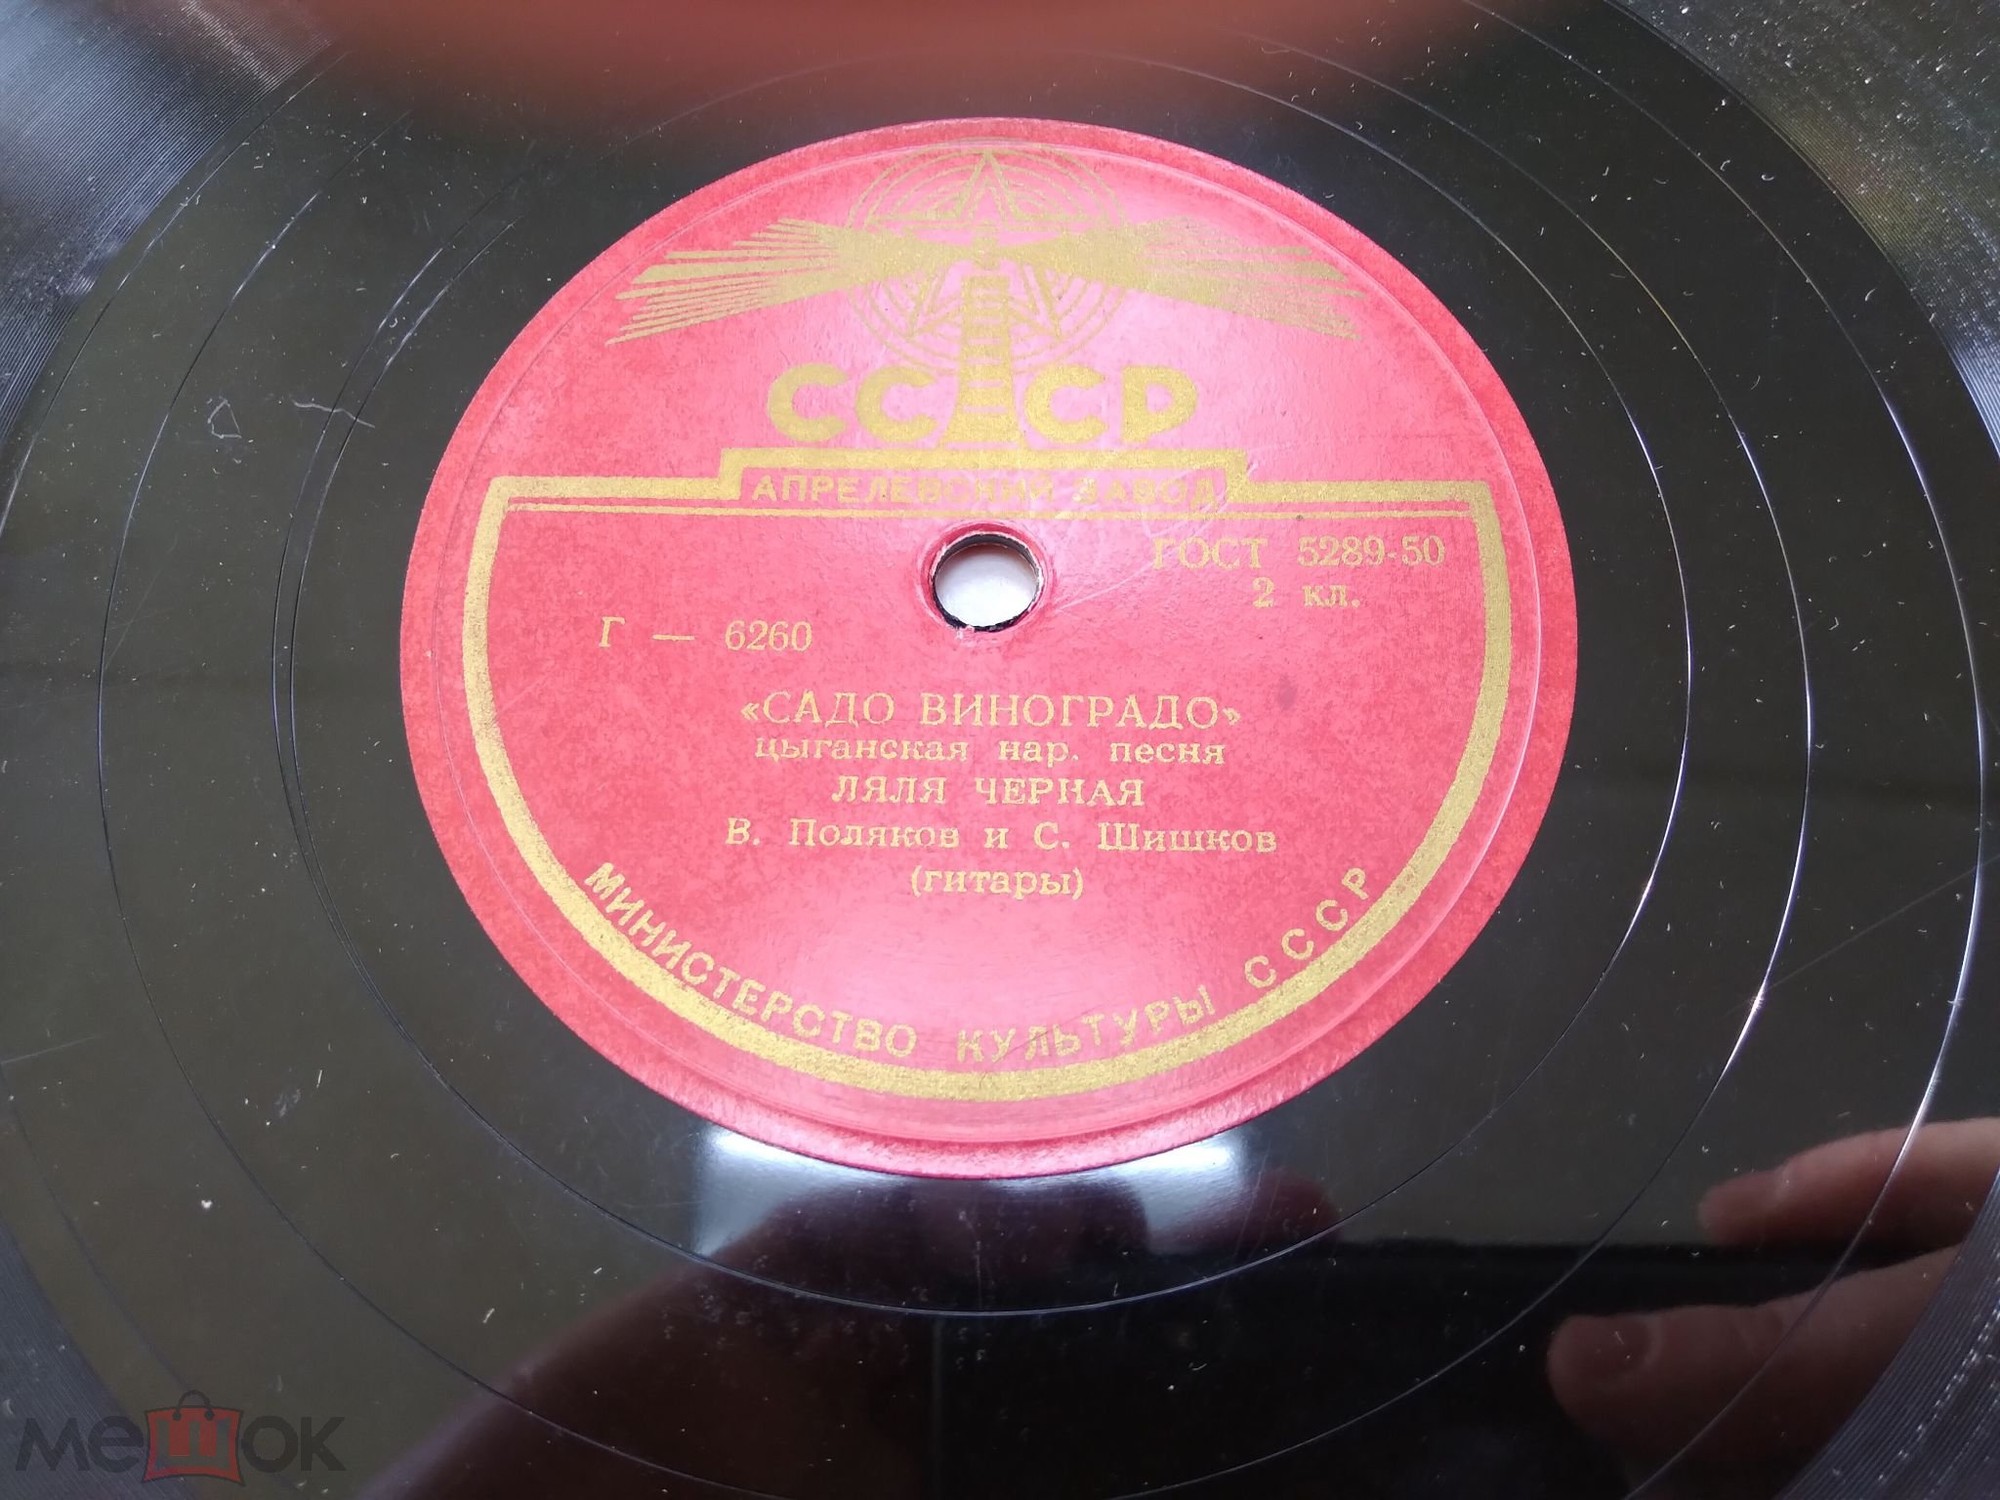 СССР
АПРЕЛЕВСКИЙ ЗАВОД
ГОСТ 5289-50
2 кл.
Г — 6260
«САДО ВИНОГРАДО»
цыганская нар. песня
ЛЯЛЯ ЧЕРНАЯ
В. Поляков и С. Шишков
(гитары)
МИНИСТЕРСТВО КУЛЬТУРЫ СССР
мешок